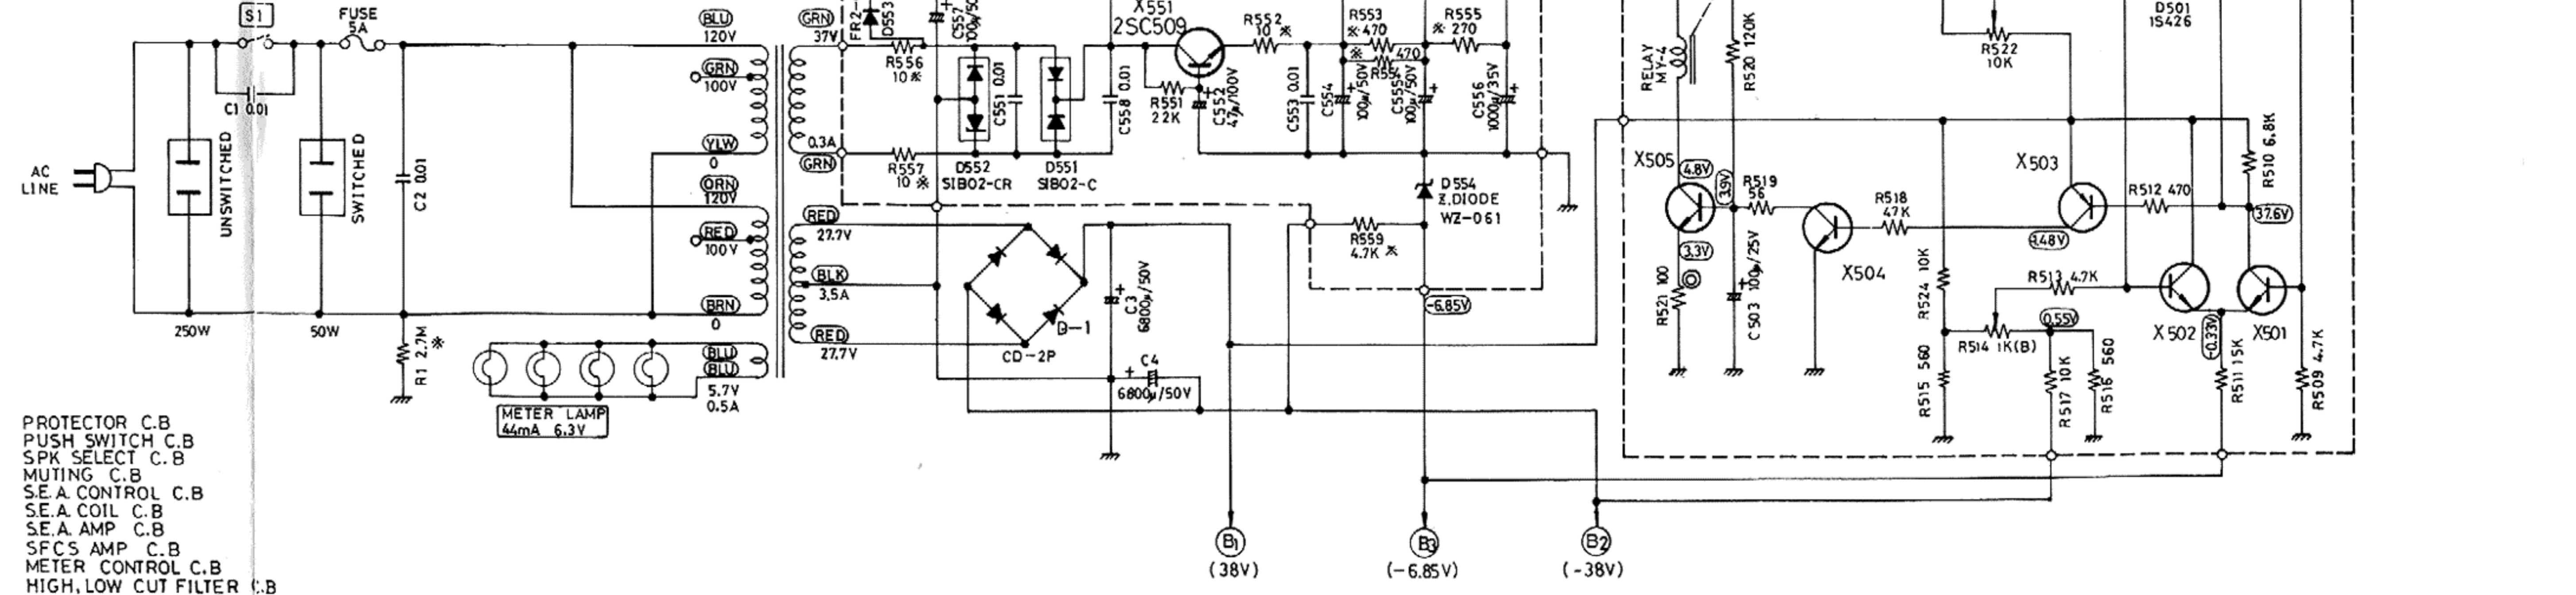 S1
FUSE
5A
C1 0.01
AC
LINE
UNSWITCHED
250W
SWITCHED
50W
C2 0.01
R1 2.7M ※
BLU
120V
GRN
100V
YLW
0
ORN
120V
RED
100V
BRN
0
BLU
BLU
5.7V
0.5A
METER LAMP
44mA 6.3V
GRN
37V
0.3A
GRN
RED
27.7V
BLK
3.5A
RED
27.7V
D553
R556
10 ※
R557
10 ※
C557
D552
SIB02-CR
C551 0.01
D551
SIB02-C
C558 0.01
X551
2SC509
R551
22K
C552
47μ/100V
R552
10 ※
C553 0.01
R553
※ 470
※ 470
R554
C554
100μ/50V
C555
100μ/50V
R555
※ 270
C556
1000μ/35V
D554
Z.DIODE
WZ-061
R559
4.7K ※
-6.85V
B-1
CD-2P
C3
6800μ/50V
C4
6800μ/50V
RELAY
MY-4
R520 120K
X505
4.8V
3.9V
3.3V
R521 100
R519
56
C503 100μ/25V
X504
R518
47K
R522
10K
D501
1S426
X503
R512 470
R510 6.8K
37.6V
R524 10K
R513 4.7K
R514 1K(B)
0.55V
R515 560
R517 10K
R516 560
X502
X501
-0.33V
R511 15K
R509 4.7K
B1
(38V)
B3
(-6.85V)
B2
(-38V)
PROTECTOR C.B
PUSH SWITCH C.B
SPK SELECT C.B
MUTING C.B
S.E.A. CONTROL C.B
S.E.A. COIL C.B
S.E.A. AMP C.B
SFCS AMP C.B
METER CONTROL C.B
HIGH, LOW CUT FILTER C.B